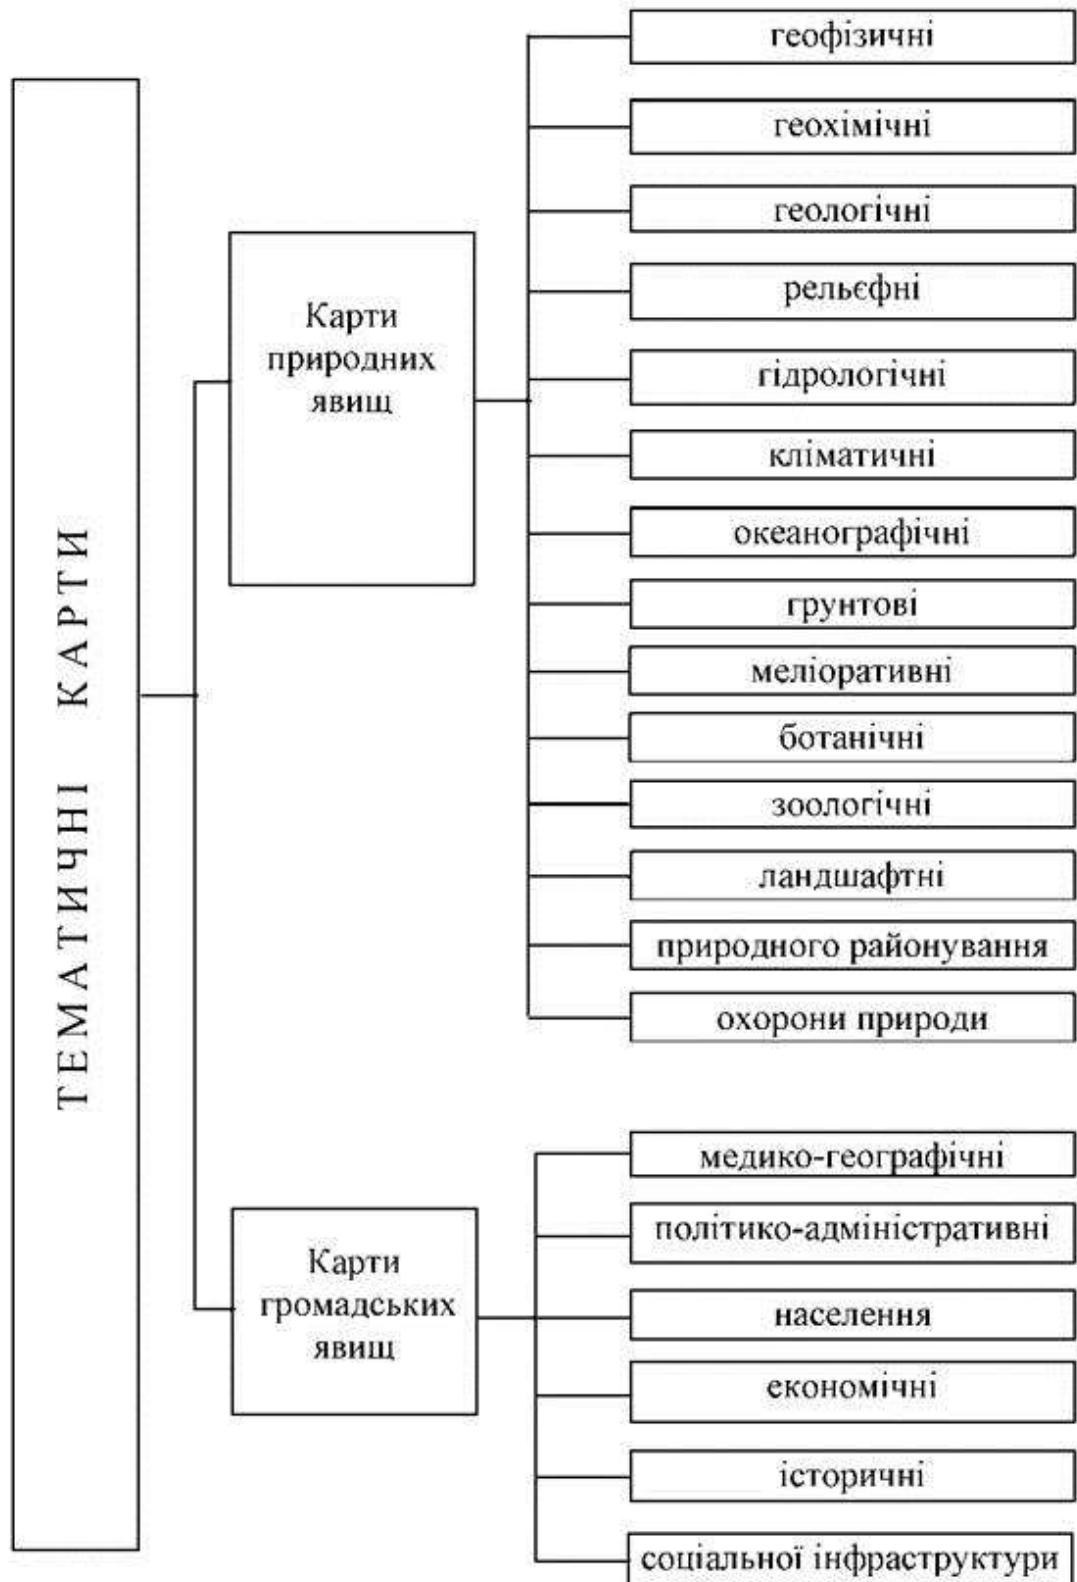 ТЕМАТИЧНІ КАРТИ
Карти
природних
явищ
геофізичні
геохімічні
геологічні
рельєфні
гідрологічні
кліматичні
океанографічні
грунтові
меліоративні
ботанічні
зоологічні
ландшафтні
природного районування
охорони природи
Карти
громадських
явищ
медико-географічні
політико-адміністративні
населення
економічні
історичні
соціальної інфраструктури